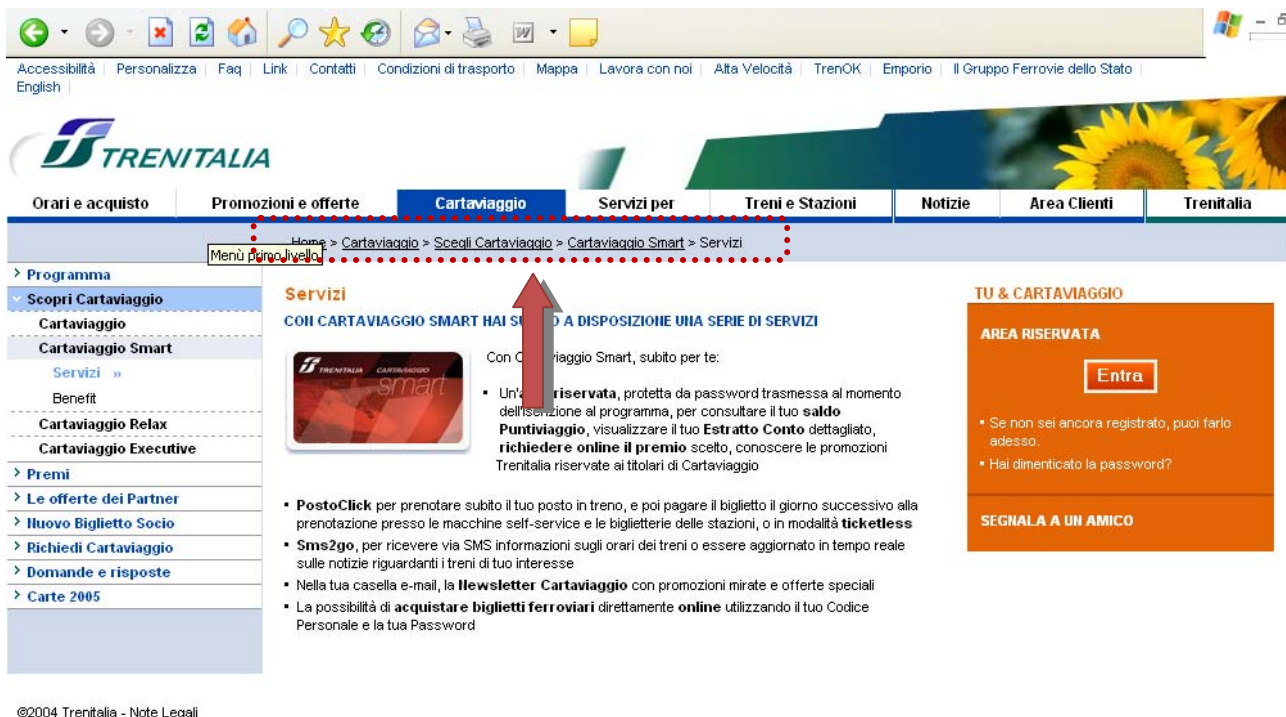 Accessibilità | Personalizza | Faq | Link | Contatti | Condizioni di trasporto | Mappa | Lavora con noi | Alta Velocità | TrenOK | Emporio | Il Gruppo Ferrovie dello Stato |
English |
TRENITALIA
Orari e acquisto Promozioni e offerte Cartaviaggio Servizi per Treni e Stazioni Notizie Area Clienti Trenitalia
Home > Cartaviaggio > Scegli Cartaviaggio > Cartaviaggio Smart > Servizi
Menù primo livello
Programma
Scopri Cartaviaggio
Cartaviaggio
Cartaviaggio Smart
Servizi »
Benefit
Cartaviaggio Relax
Cartaviaggio Executive
Premi
Le offerte dei Partner
Nuovo Biglietto Socio
Richiedi Cartaviaggio
Domande e risposte
Carte 2005
Servizi
CON CARTAVIAGGIO SMART HAI A DISPOSIZIONE UNA SERIE DI SERVIZI
TRENITALIA CARTAVIAGGIO
smart
Con viaggio Smart, subito per te:
▪ Un' riservata, protetta da password trasmessa al momento
dell'iscrizione al programma, per consultare il tuo saldo
Puntiviaggio, visualizzare il tuo Estratto Conto dettagliato,
richiedere online il premio scelto, conoscere le promozioni
Trenitalia riservate ai titolari di Cartaviaggio
▪ PostoClick per prenotare subito il tuo posto in treno, e poi pagare il biglietto il giorno successivo alla
prenotazione presso le macchine self-service e le biglietterie delle stazioni, o in modalità ticketless
▪ Sms2go, per ricevere via SMS informazioni sugli orari dei treni o essere aggiornato in tempo reale
sulle notizie riguardanti i treni di tuo interesse
▪ Nella tua casella e-mail, la Newsletter Cartaviaggio con promozioni mirate e offerte speciali
▪ La possibilità di acquistare biglietti ferroviari direttamente online utilizzando il tuo Codice
Personale e la tua Password
TU & CARTAVIAGGIO
AREA RISERVATA
Entra
▪ Se non sei ancora registrato, puoi farlo
adesso.
▪ Hai dimenticato la password?
SEGNALA A UN AMICO
©2004 Trenitalia - Note Legali